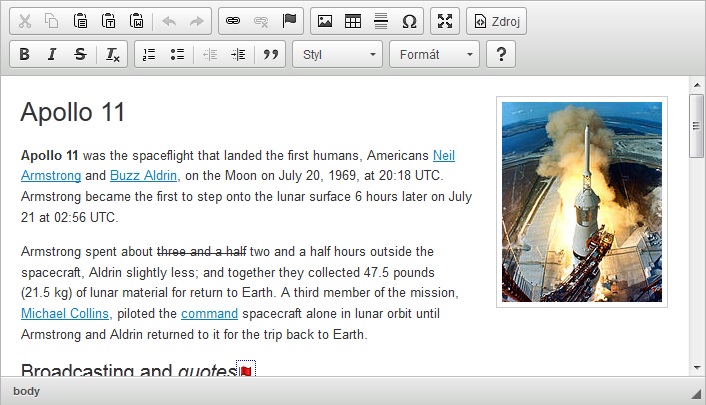 Zdroj
B I S Tx Styl Formát ?
Apollo 11
Apollo 11 was the spaceflight that landed the first humans, Americans Neil
Armstrong and Buzz Aldrin, on the Moon on July 20, 1969, at 20:18 UTC.
Armstrong became the first to step onto the lunar surface 6 hours later on July
21 at 02:56 UTC.
Armstrong spent about three and a half two and a half hours outside the
spacecraft, Aldrin slightly less; and together they collected 47.5 pounds
(21.5 kg) of lunar material for return to Earth. A third member of the mission,
Michael Collins, piloted the command spacecraft alone in lunar orbit until
Armstrong and Aldrin returned to it for the trip back to Earth.
Broadcasting and quotes
body